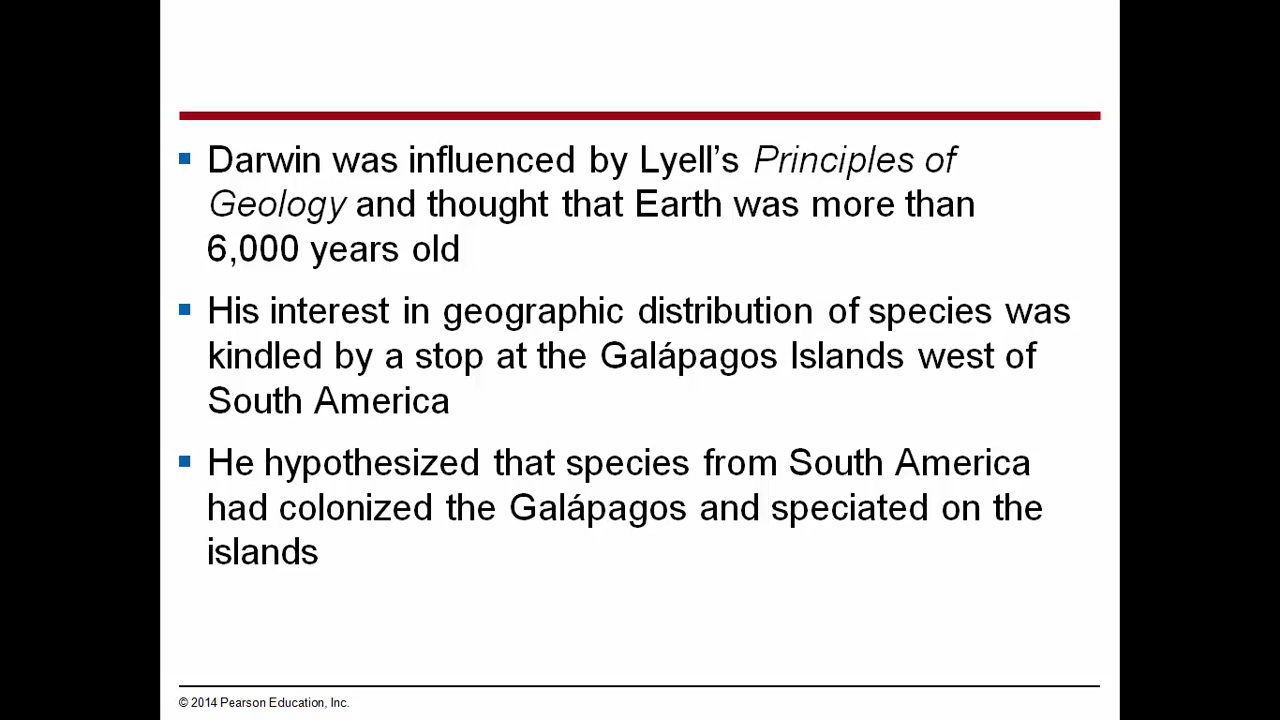 Darwin was influenced by Lyell’s Principles of
Geology and thought that Earth was more than
6,000 years old
His interest in geographic distribution of species was
kindled by a stop at the Galápagos Islands west of
South America
He hypothesized that species from South America
had colonized the Galápagos and speciated on the
islands
© 2014 Pearson Education, Inc.